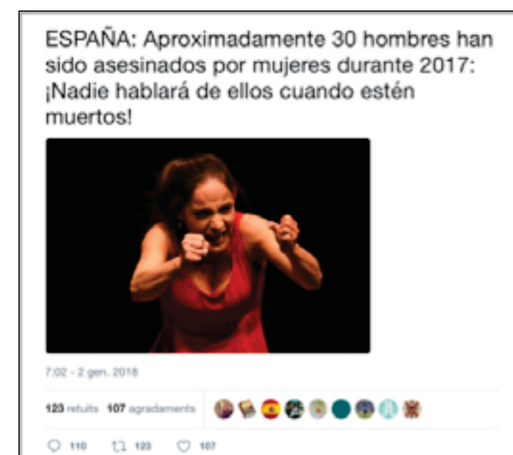 ESPAÑA: Aproximadamente 30 hombres han
sido asesinados por mujeres durante 2017:
¡Nadie hablará de ellos cuando estén
muertos!
7:02 - 2 gen. 2018
123 retuits 107 agradaments
110 123 107